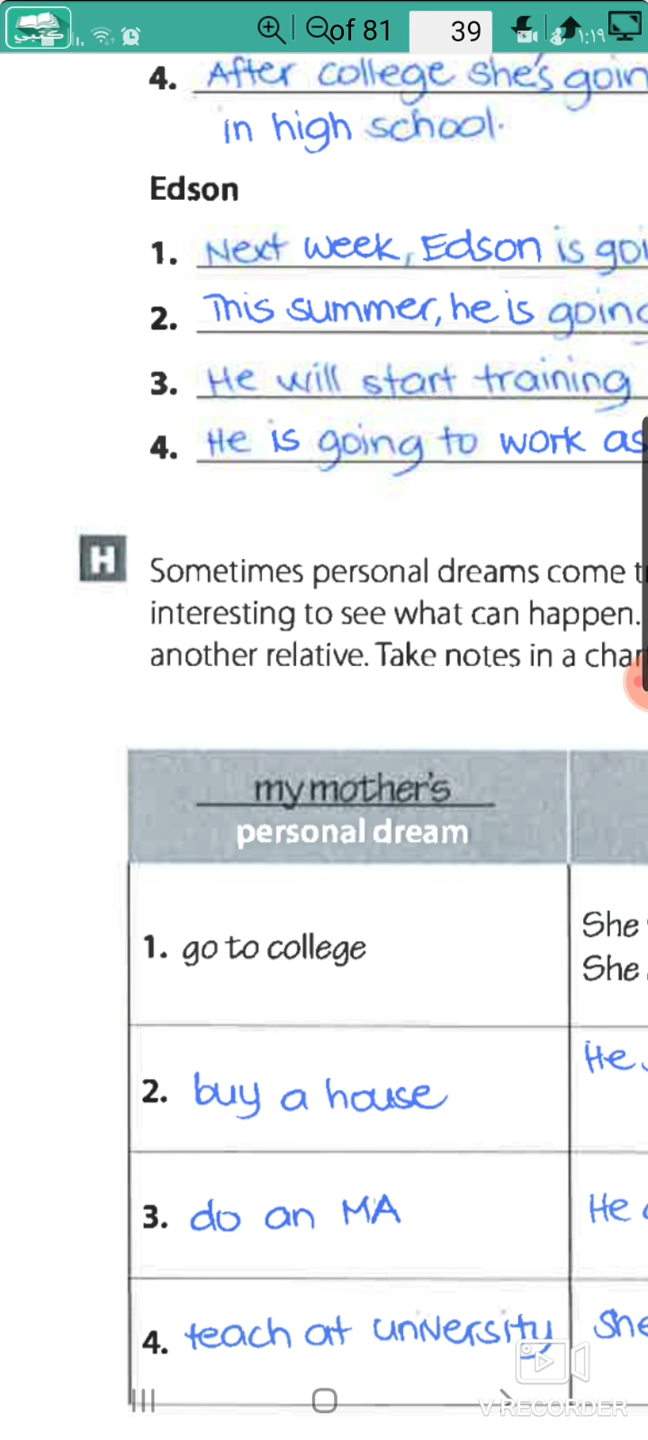 كتبي of 81 39 ١:١٩
4. After college she's goin
in high school.
Edson
1. Next week, Edson is goi
2. This summer, he is going
3. He will start training
4. He is going to work as
H Sometimes personal dreams come t
interesting to see what can happen.
another relative. Take notes in a char
my mother's
personal dream
1. go to college
She
She
2. buy a house
He
3. do an MA
He
4. teach at university
She
V RECORDER